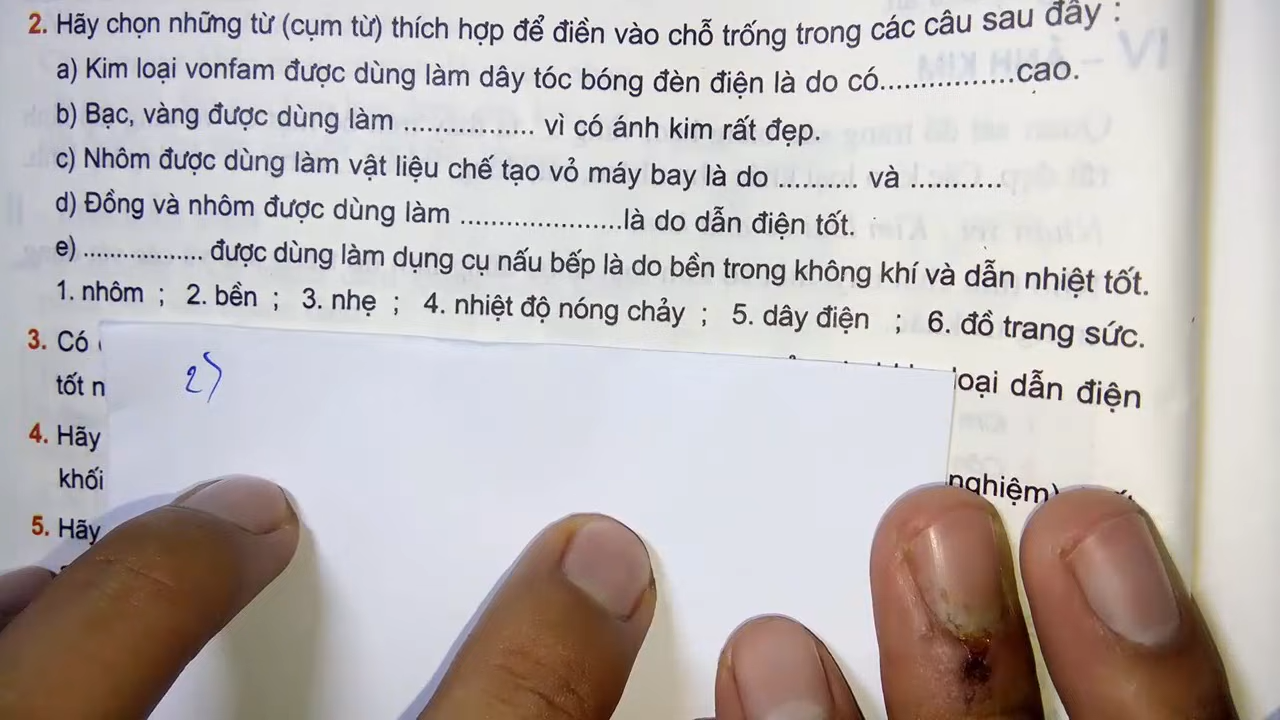 2. Hãy chọn những từ (cụm từ) thích hợp để điền vào chỗ trống trong các câu sau đây :
a) Kim loại vonfam được dùng làm dây tóc bóng đèn điện là do có................cao.
b) Bạc, vàng được dùng làm ................ vì có ánh kim rất đẹp.
c) Nhôm được dùng làm vật liệu chế tạo vỏ máy bay là do .......... và ...........
d) Đồng và nhôm được dùng làm ....................là do dẫn điện tốt.
e) ................. được dùng làm dụng cụ nấu bếp là do bền trong không khí và dẫn nhiệt tốt.
1. nhôm ; 2. bền ; 3. nhẹ ; 4. nhiệt độ nóng chảy ; 5. dây điện ; 6. đồ trang sức.
3. Có
loại dẫn điện
tốt
2)
4. Hãy
khối
nghiệm)
5. Hãy